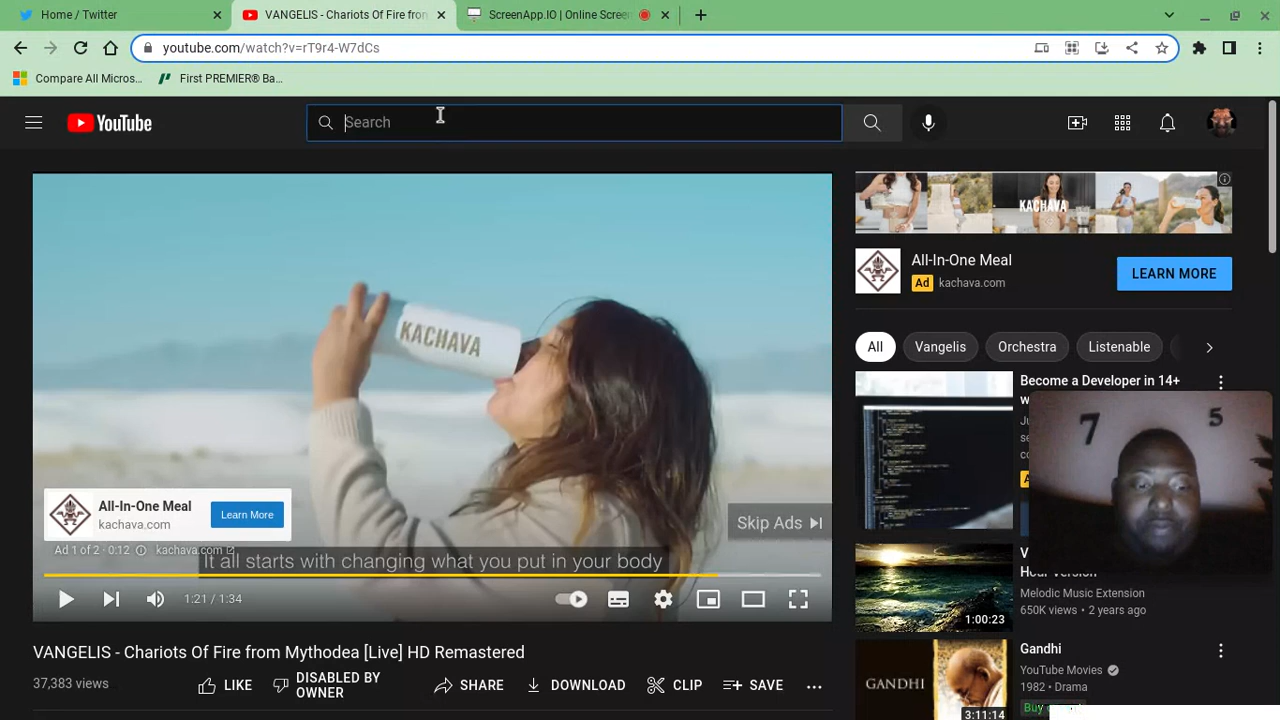 Home / Twitter
VANGELIS - Chariots Of Fire from
ScreenApp.IO | Online Screen
youtube.com/watch?v=rT9r4-W7dCs
Compare All Micros...
First PREMIER® Ba...
YouTube
Search
KACHAVA
KACHAVA
All-In-One Meal
Ad kachava.com
LEARN MORE
All
Vangelis
Orchestra
Listenable
Become a Developer in 14+
7 5
All-In-One Meal
kachava.com
Learn More
Skip Ads
Ad 1 of 2 · 0:12
kachava.com
It all starts with changing what you put in your body
1:21 / 1:34
Melodic Music Extension
650K views • 2 years ago
1:00:23
VANGELIS - Chariots Of Fire from Mythodea [Live] HD Remastered
37,383 views
LIKE
DISABLED BY OWNER
SHARE
DOWNLOAD
CLIP
SAVE
...
GANDHI
3:11:14
Gandhi
YouTube Movies
1982 • Drama
Buy